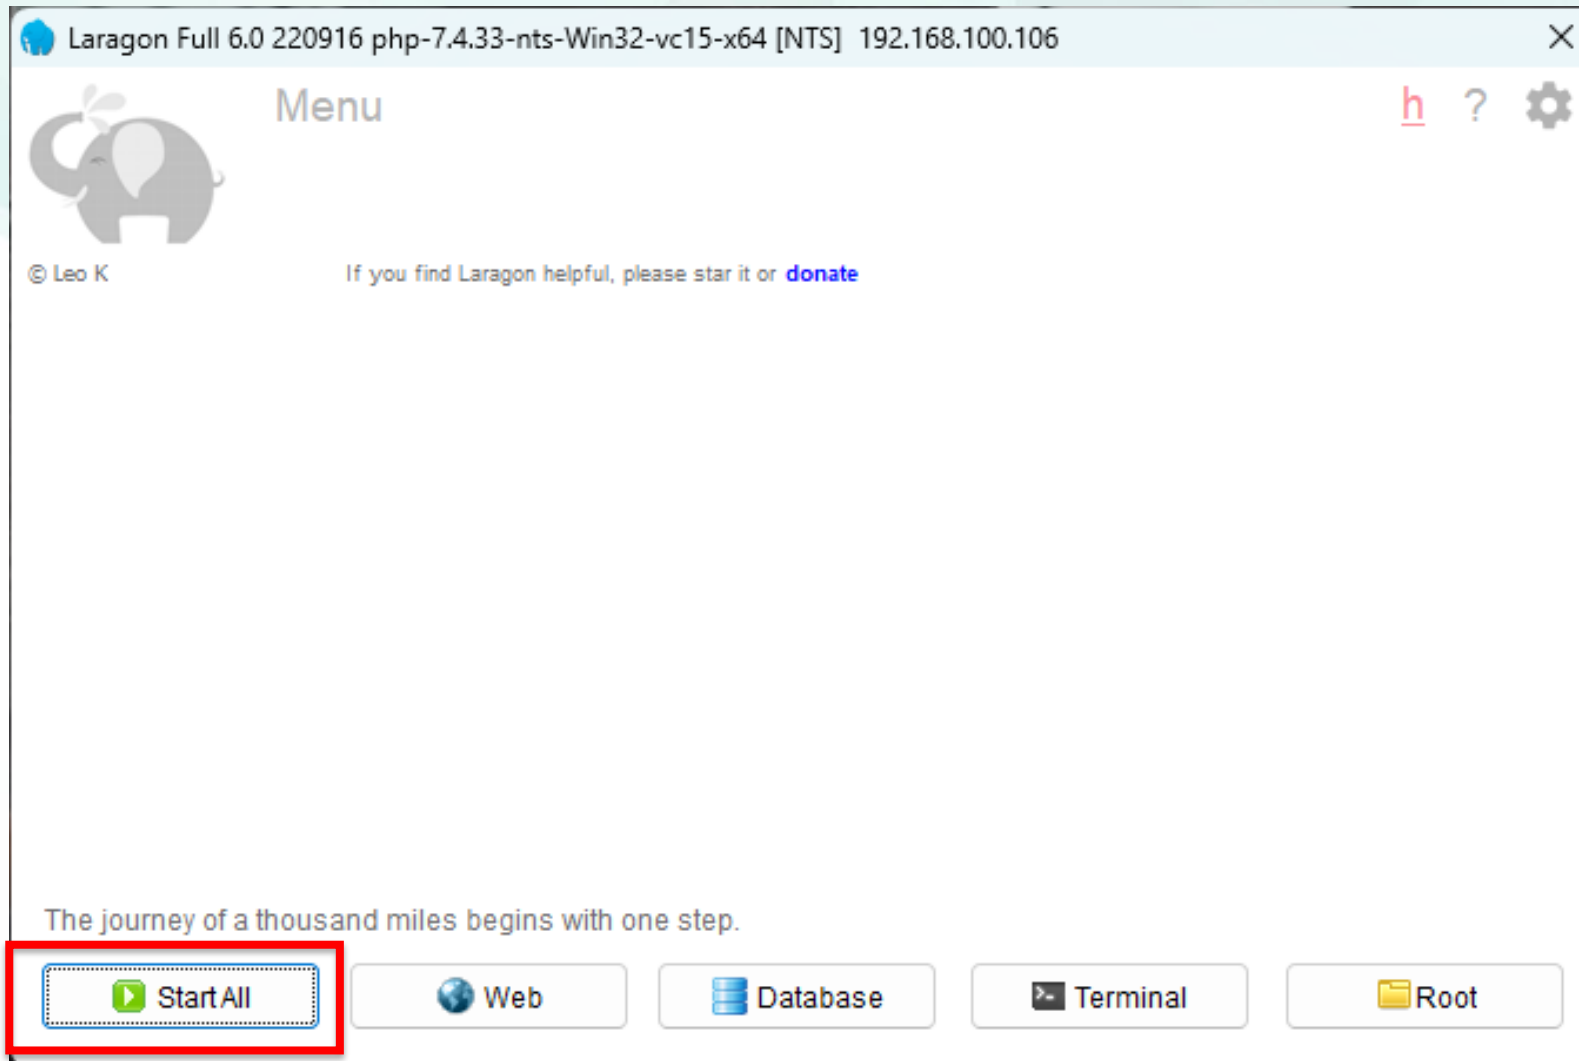 Laragon Full 6.0 220916 php-7.4.33-nts-Win32-vc15-x64 [NTS] 192.168.100.106
Menu
h ?
© Leo K
If you find Laragon helpful, please star it or donate
The journey of a thousand miles begins with one step.
Start All
Web
Database
Terminal
Root